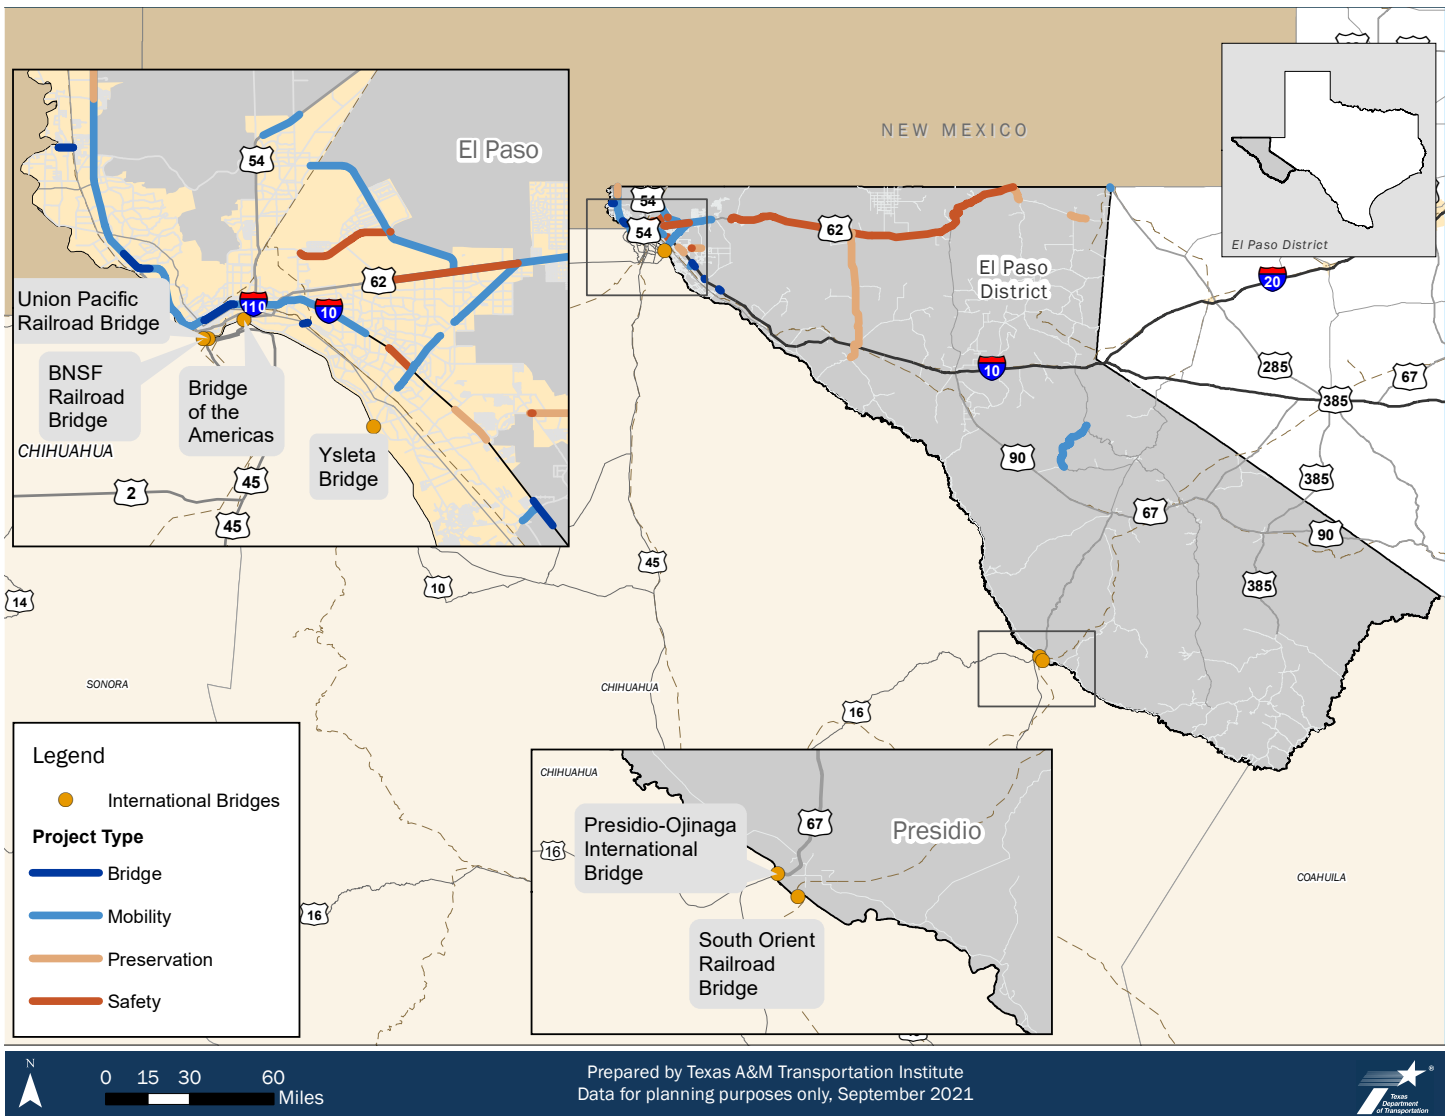 NEW MEXICO
El Paso District
El Paso
54
62
110
10
Union Pacific
Railroad Bridge
BNSF
Railroad
Bridge
Bridge
of the
Americas
Ysleta
Bridge
CHIHUAHUA
2
45
45
54
54
62
El Paso
District
10
20
285
67
385
90
385
67
90
385
45
10
14
SONORA
CHIHUAHUA
16
16
COAHUILA
Legend
International Bridges
Project Type
Bridge
Mobility
Preservation
Safety
CHIHUAHUA
16
67
Presidio
Presidio-Ojinaga
International
Bridge
South Orient
Railroad
Bridge
N
0 15 30 60
Miles
Prepared by Texas A&M Transportation Institute
Data for planning purposes only, September 2021
®
Texas
Department
of Transportation